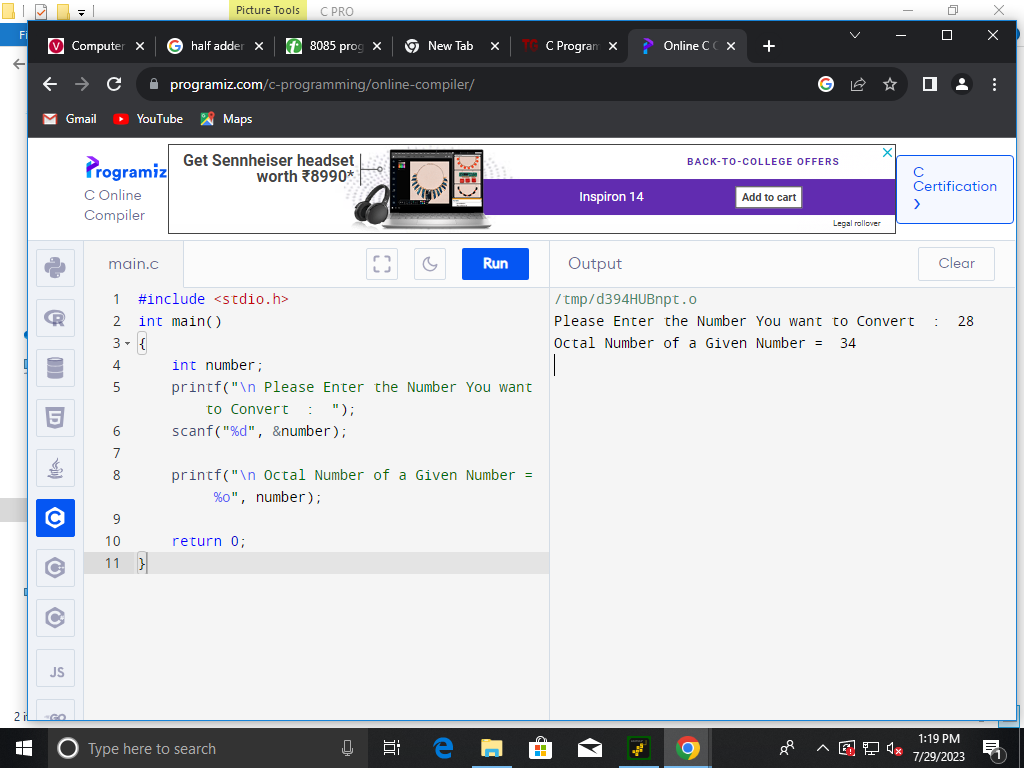 Picture Tools
C PRO
Fi
Computer
half adder
8085 prog
New Tab
TG C Program
Online C C
programiz.com/c-programming/online-compiler/
Gmail
YouTube
Maps
Programiz
C Online
Compiler
Get Sennheiser headset
worth ₹8990*
BACK-TO-COLLEGE OFFERS
Inspiron 14
Add to cart
Legal rollover
C
Certification
main.c
Run
Output
Clear
1 #include <stdio.h>
2 int main()
3 {
4 int number;
5 printf("\n Please Enter the Number You want
to Convert  :  ");
6 scanf("%d", &number);
7
8 printf("\n Octal Number of a Given Number =
%o", number);
9
10 return 0;
11 }
/tmp/d394HUBnpt.o
Please Enter the Number You want to Convert  :  28
Octal Number of a Given Number =  34
JS
GO
2 it
Type here to search
1:19 PM
7/29/2023
1